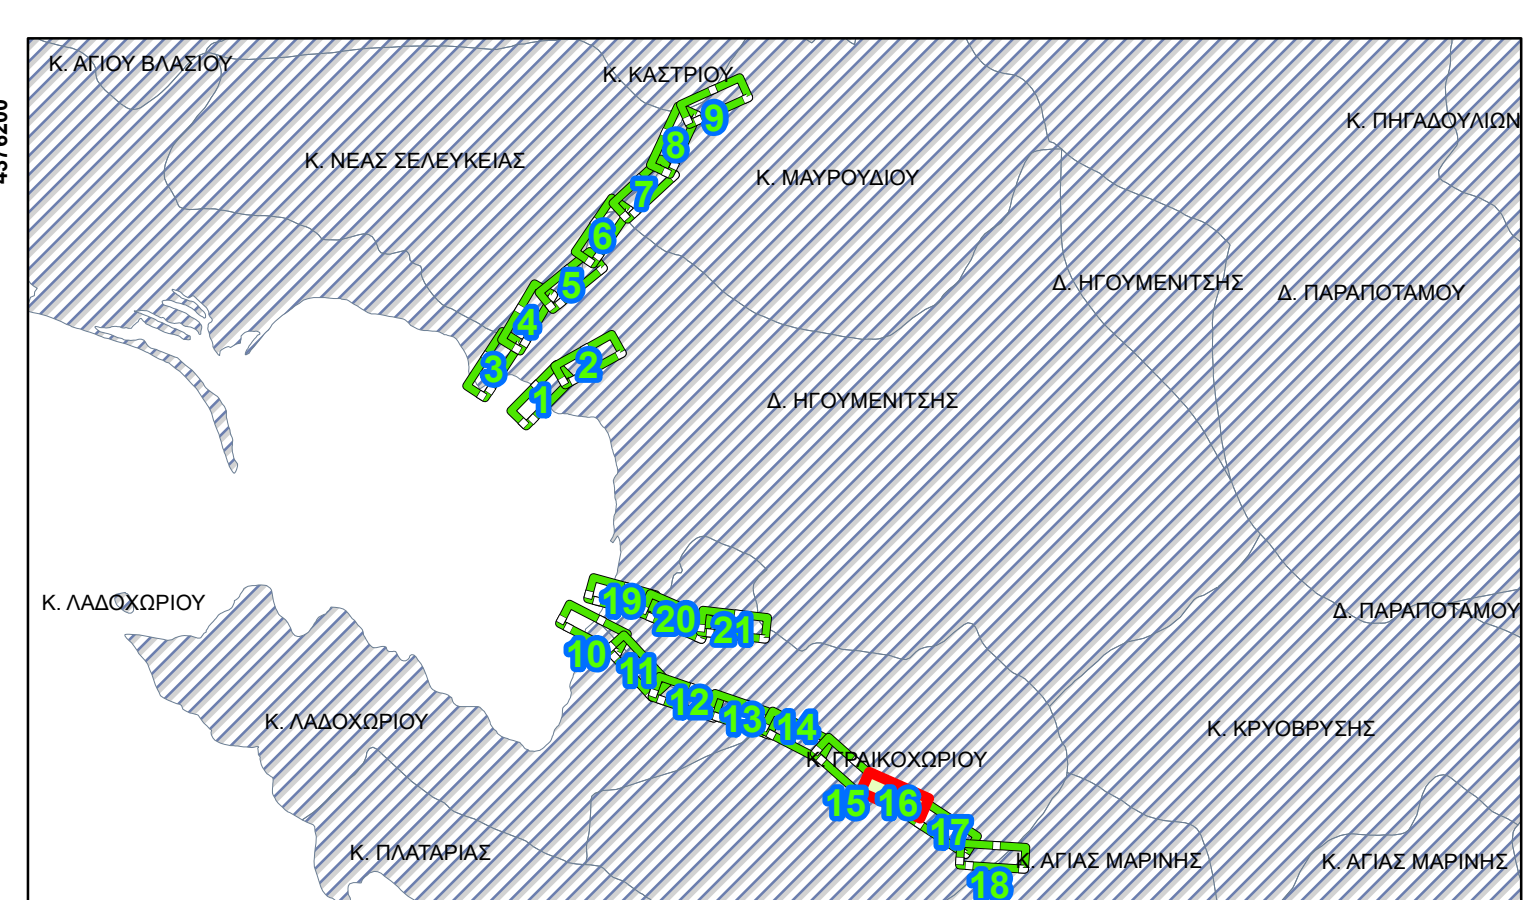 Κ. ΑΓΙΟΥ ΒΛΑΣΙΟΥ
Κ. ΚΑΣΤΡΙΟΥ
9
Κ. ΠΗΓΑΔΟΥΛΙΩΝ
8
Κ. ΝΕΑΣ ΣΕΛΕΥΚΕΙΑΣ
Κ. ΜΑΥΡΟΥΔΙΟΥ
7
6
Δ. ΗΓΟΥΜΕΝΙΤΣΗΣ
5
Δ. ΠΑΡΑΠΟΤΑΜΟΥ
4
2
3
1
Δ. ΗΓΟΥΜΕΝΙΤΣΗΣ
Κ. ΛΑΔΟΧΩΡΙΟΥ
19
Δ. ΠΑΡΑΠΟΤΑΜΟΥ
20
21
10
11
12
Κ. ΛΑΔΟΧΩΡΙΟΥ
13
14
Κ. ΚΡΥΟΒΡΥΣΗΣ
Κ. ΓΡΑΙΚΟΧΩΡΙΟΥ
15
16
17
Κ. ΠΛΑΤΑΡΙΑΣ
Κ. ΑΓΙΑΣ ΜΑΡΙΝΗΣ
Κ. ΑΓΙΑΣ ΜΑΡΙΝΗΣ
18